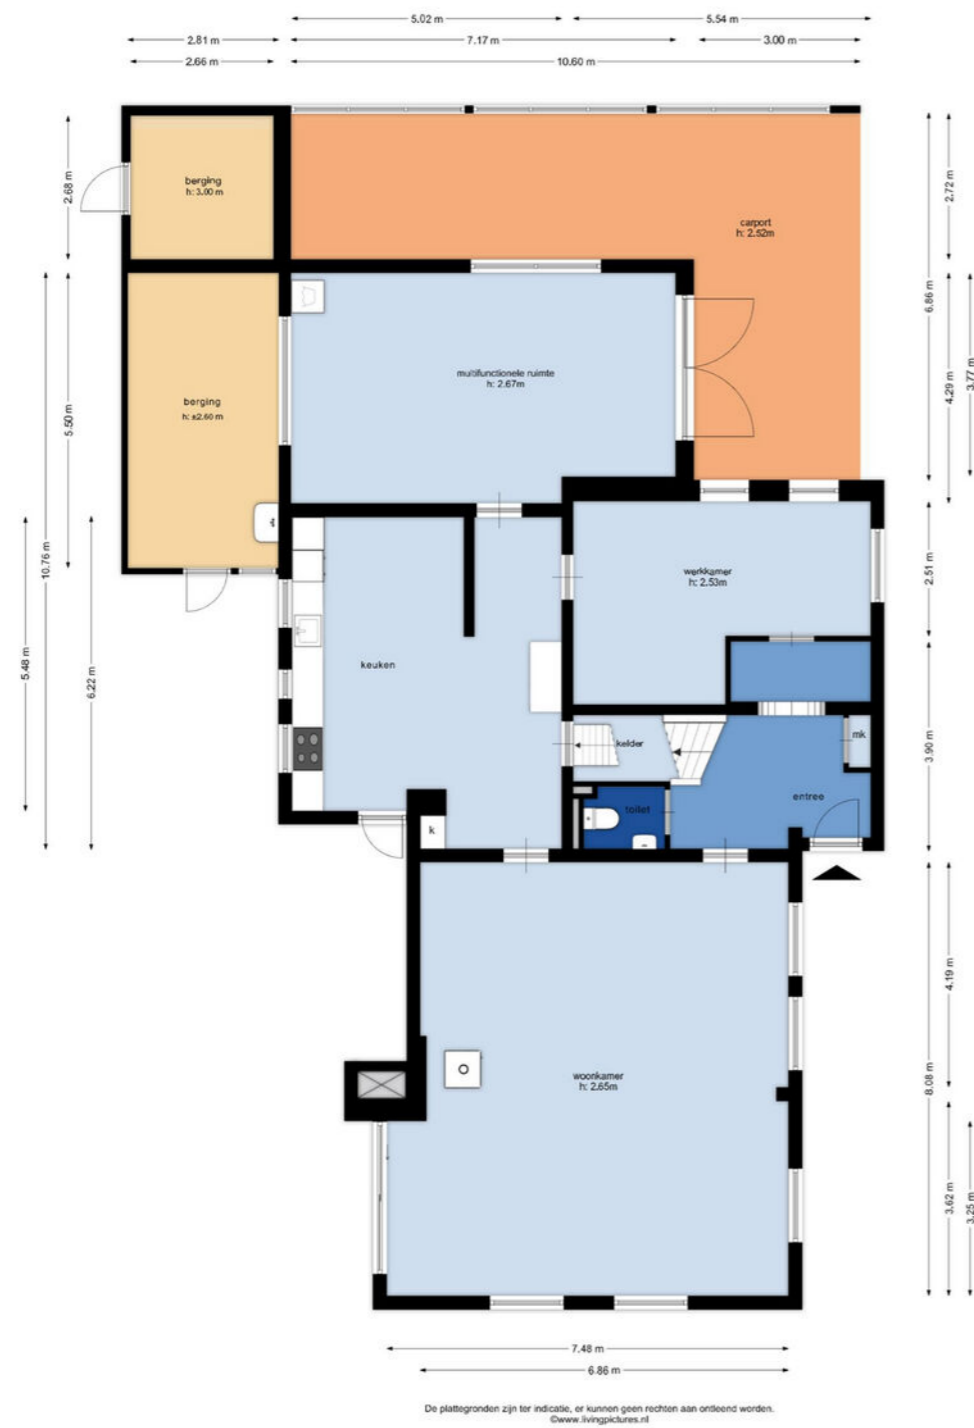 5.02 m
5.54 m
2.81 m
7.17 m
3.00 m
2.66 m
10.60 m
2.68 m
berging
h: 3.00 m
carport
h: 2.52m
6.86 m
2.72 m
10.76 m
5.50 m
berging
h: ±2.60 m
multifunctionele ruimte
h: 2.67m
4.29 m
3.77 m
5.48 m
6.22 m
keuken
werkkamer
h: 2.53m
2.51 m
kelder
mk
entree
toilet
k
3.90 m
woonkamer
h: 2.65m
8.08 m
4.19 m
3.62 m
3.25 m
7.48 m
6.86 m
De plattegronden zijn ter indicatie, er kunnen geen rechten aan ontleend worden.
©www.livingpictures.nl